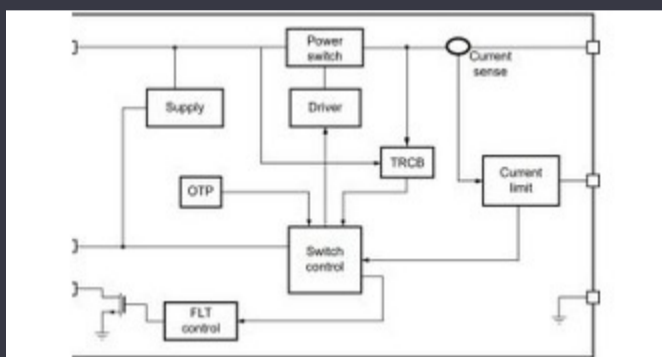 Power
switch
Current
sense
Supply
Driver
TRCB
Current
limit
OTP
Switch
control
FLT
control